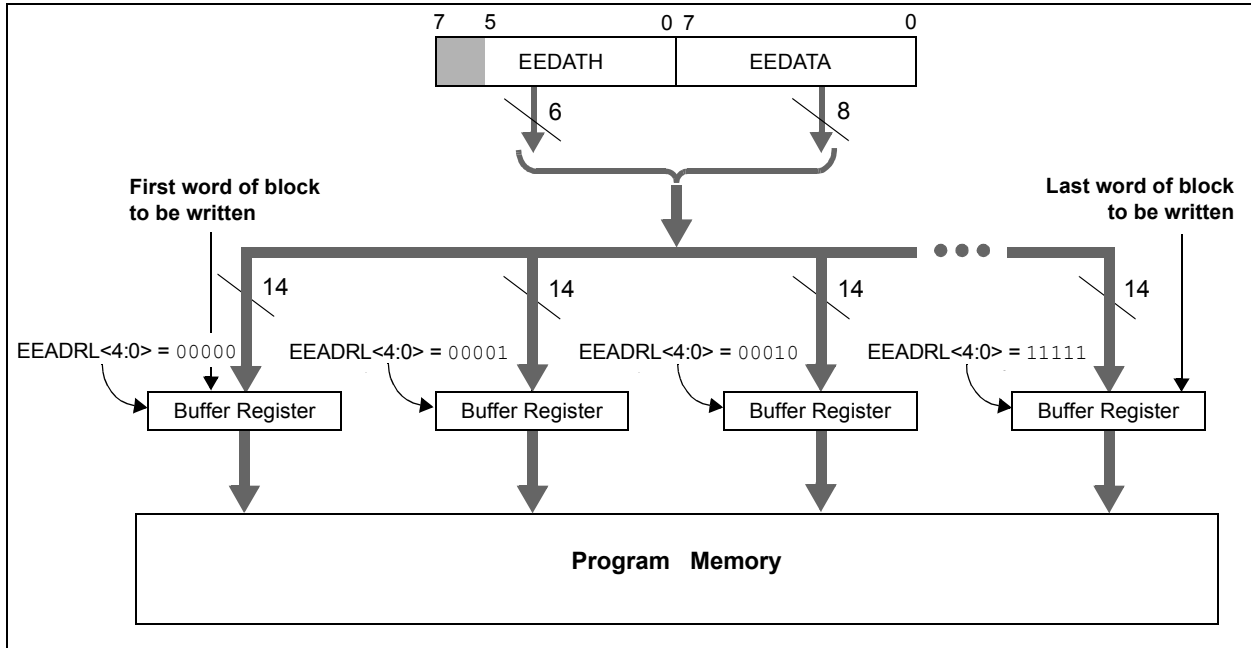 7 5 0 7 0
EEDATH EEDATA
6 8
First word of block
to be written
Last word of block
to be written
14 14 14 14
EEADRL<4:0> = 00000 EEADRL<4:0> = 00001 EEADRL<4:0> = 00010 EEADRL<4:0> = 11111
Buffer Register Buffer Register Buffer Register Buffer Register
Program Memory